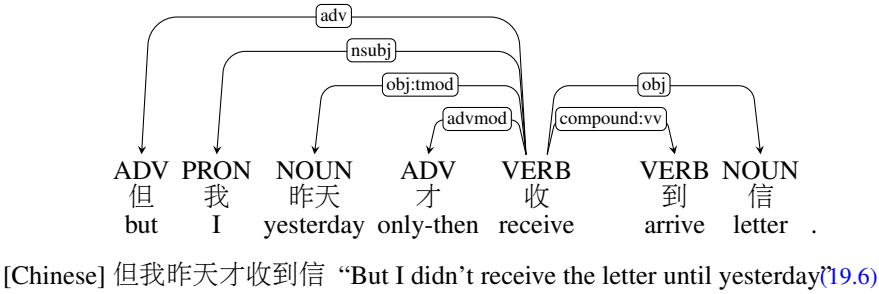 adv
nsubj
obj:tmod obj
advmod compound:vv
ADV PRON NOUN ADV VERB VERB NOUN
但 我 昨天 才 收 到 信
but I yesterday only-then receive arrive letter .
[Chinese] 但我昨天才收到信 “But I didn't receive the letter until yesterday”(19.6)